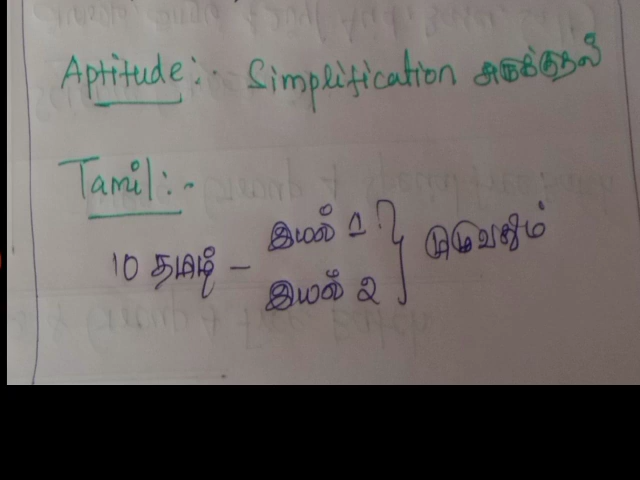 Aptitude:- Simplification சுருக்குதல்
Tamil:-
10 தமிழ் - இயல் 1
இயல் 2 } முழுவதும்